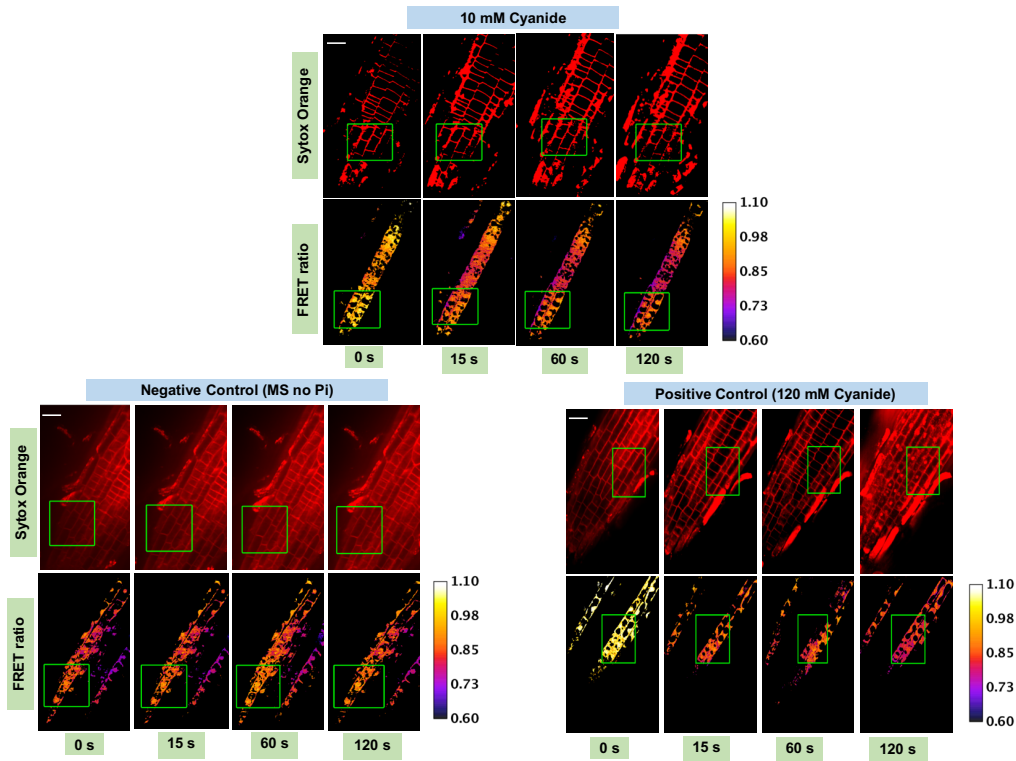 10 mM Cyanide
Sytox Orange
FRET ratio
1.10
0.98
0.85
0.73
0.60
0 s
15 s
60 s
120 s
Negative Control (MS no Pi)
Sytox Orange
FRET ratio
1.10
0.98
0.85
0.73
0.60
0 s
15 s
60 s
120 s
Positive Control (120 mM Cyanide)
1.10
0.98
0.85
0.73
0.60
0 s
15 s
60 s
120 s